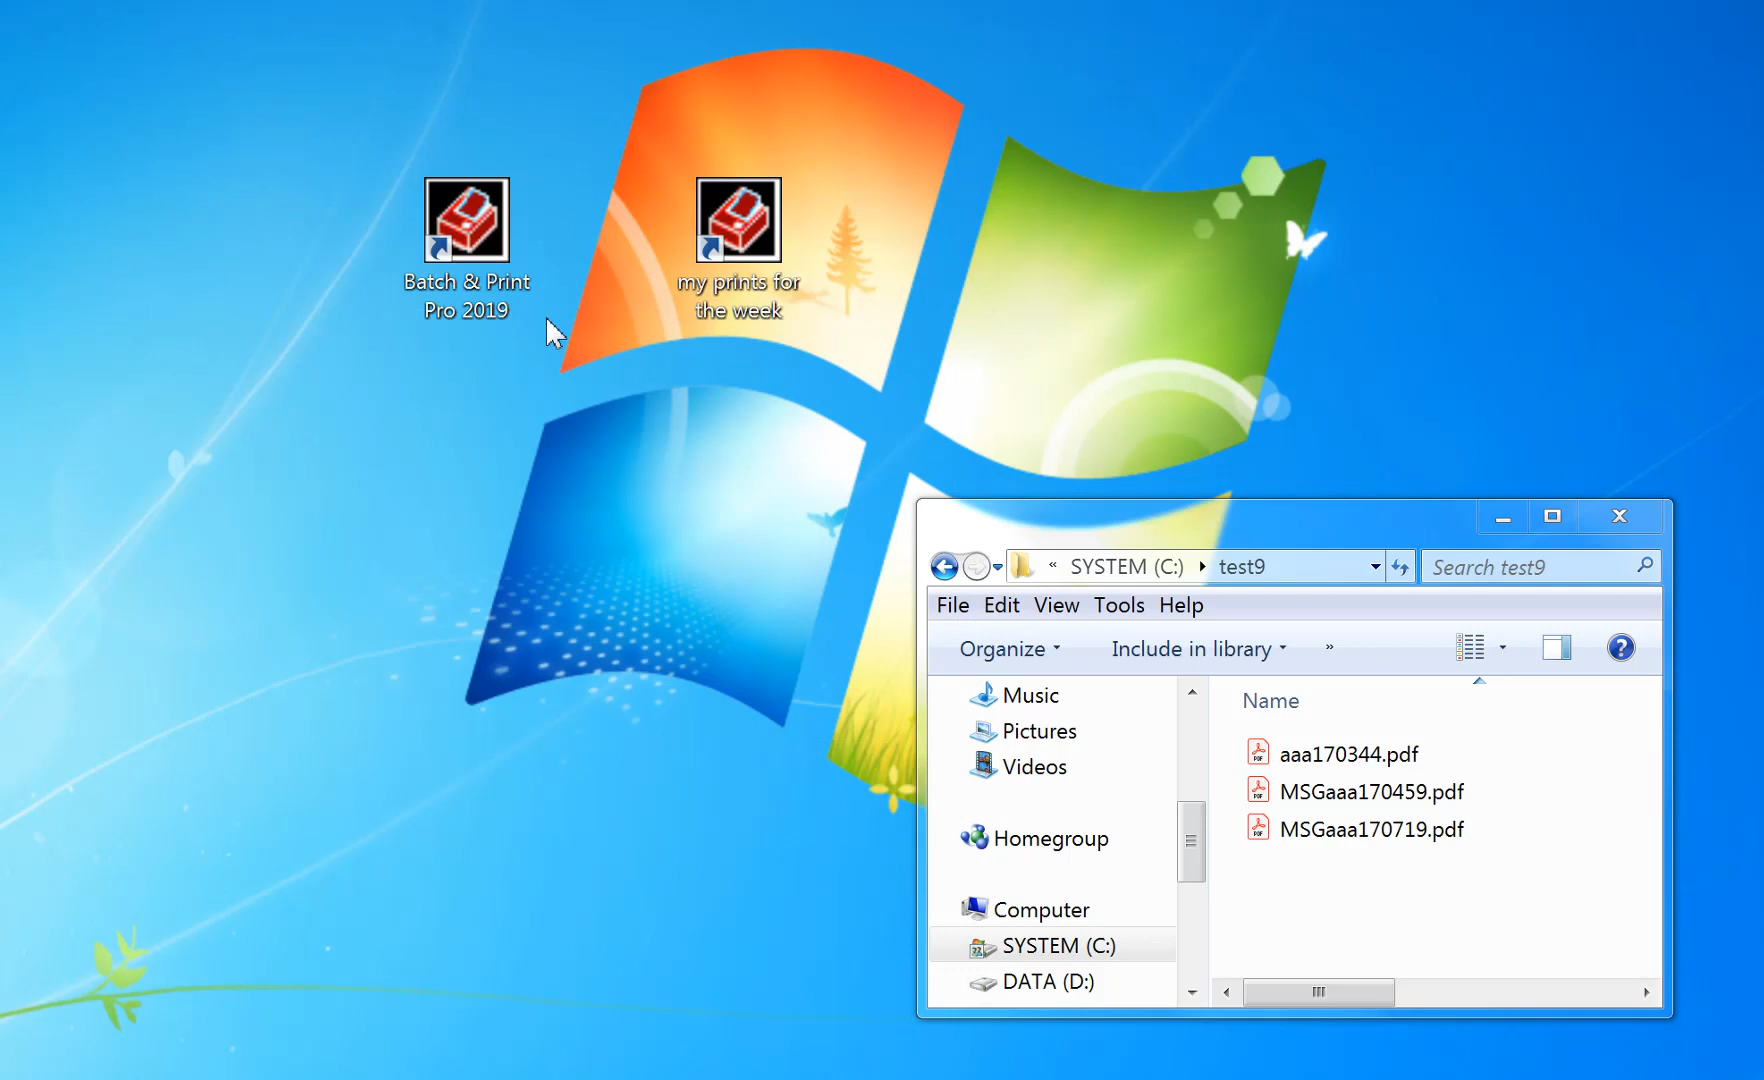 Batch & Print
Pro 2019
my prints for
the week
« SYSTEM (C:) test9
Search test9
File Edit View Tools Help
Organize Include in library »
Music
Pictures
Videos
Homegroup
Computer
SYSTEM (C:)
DATA (D:)
Name
aaa170344.pdf
MSGaaa170459.pdf
MSGaaa170719.pdf